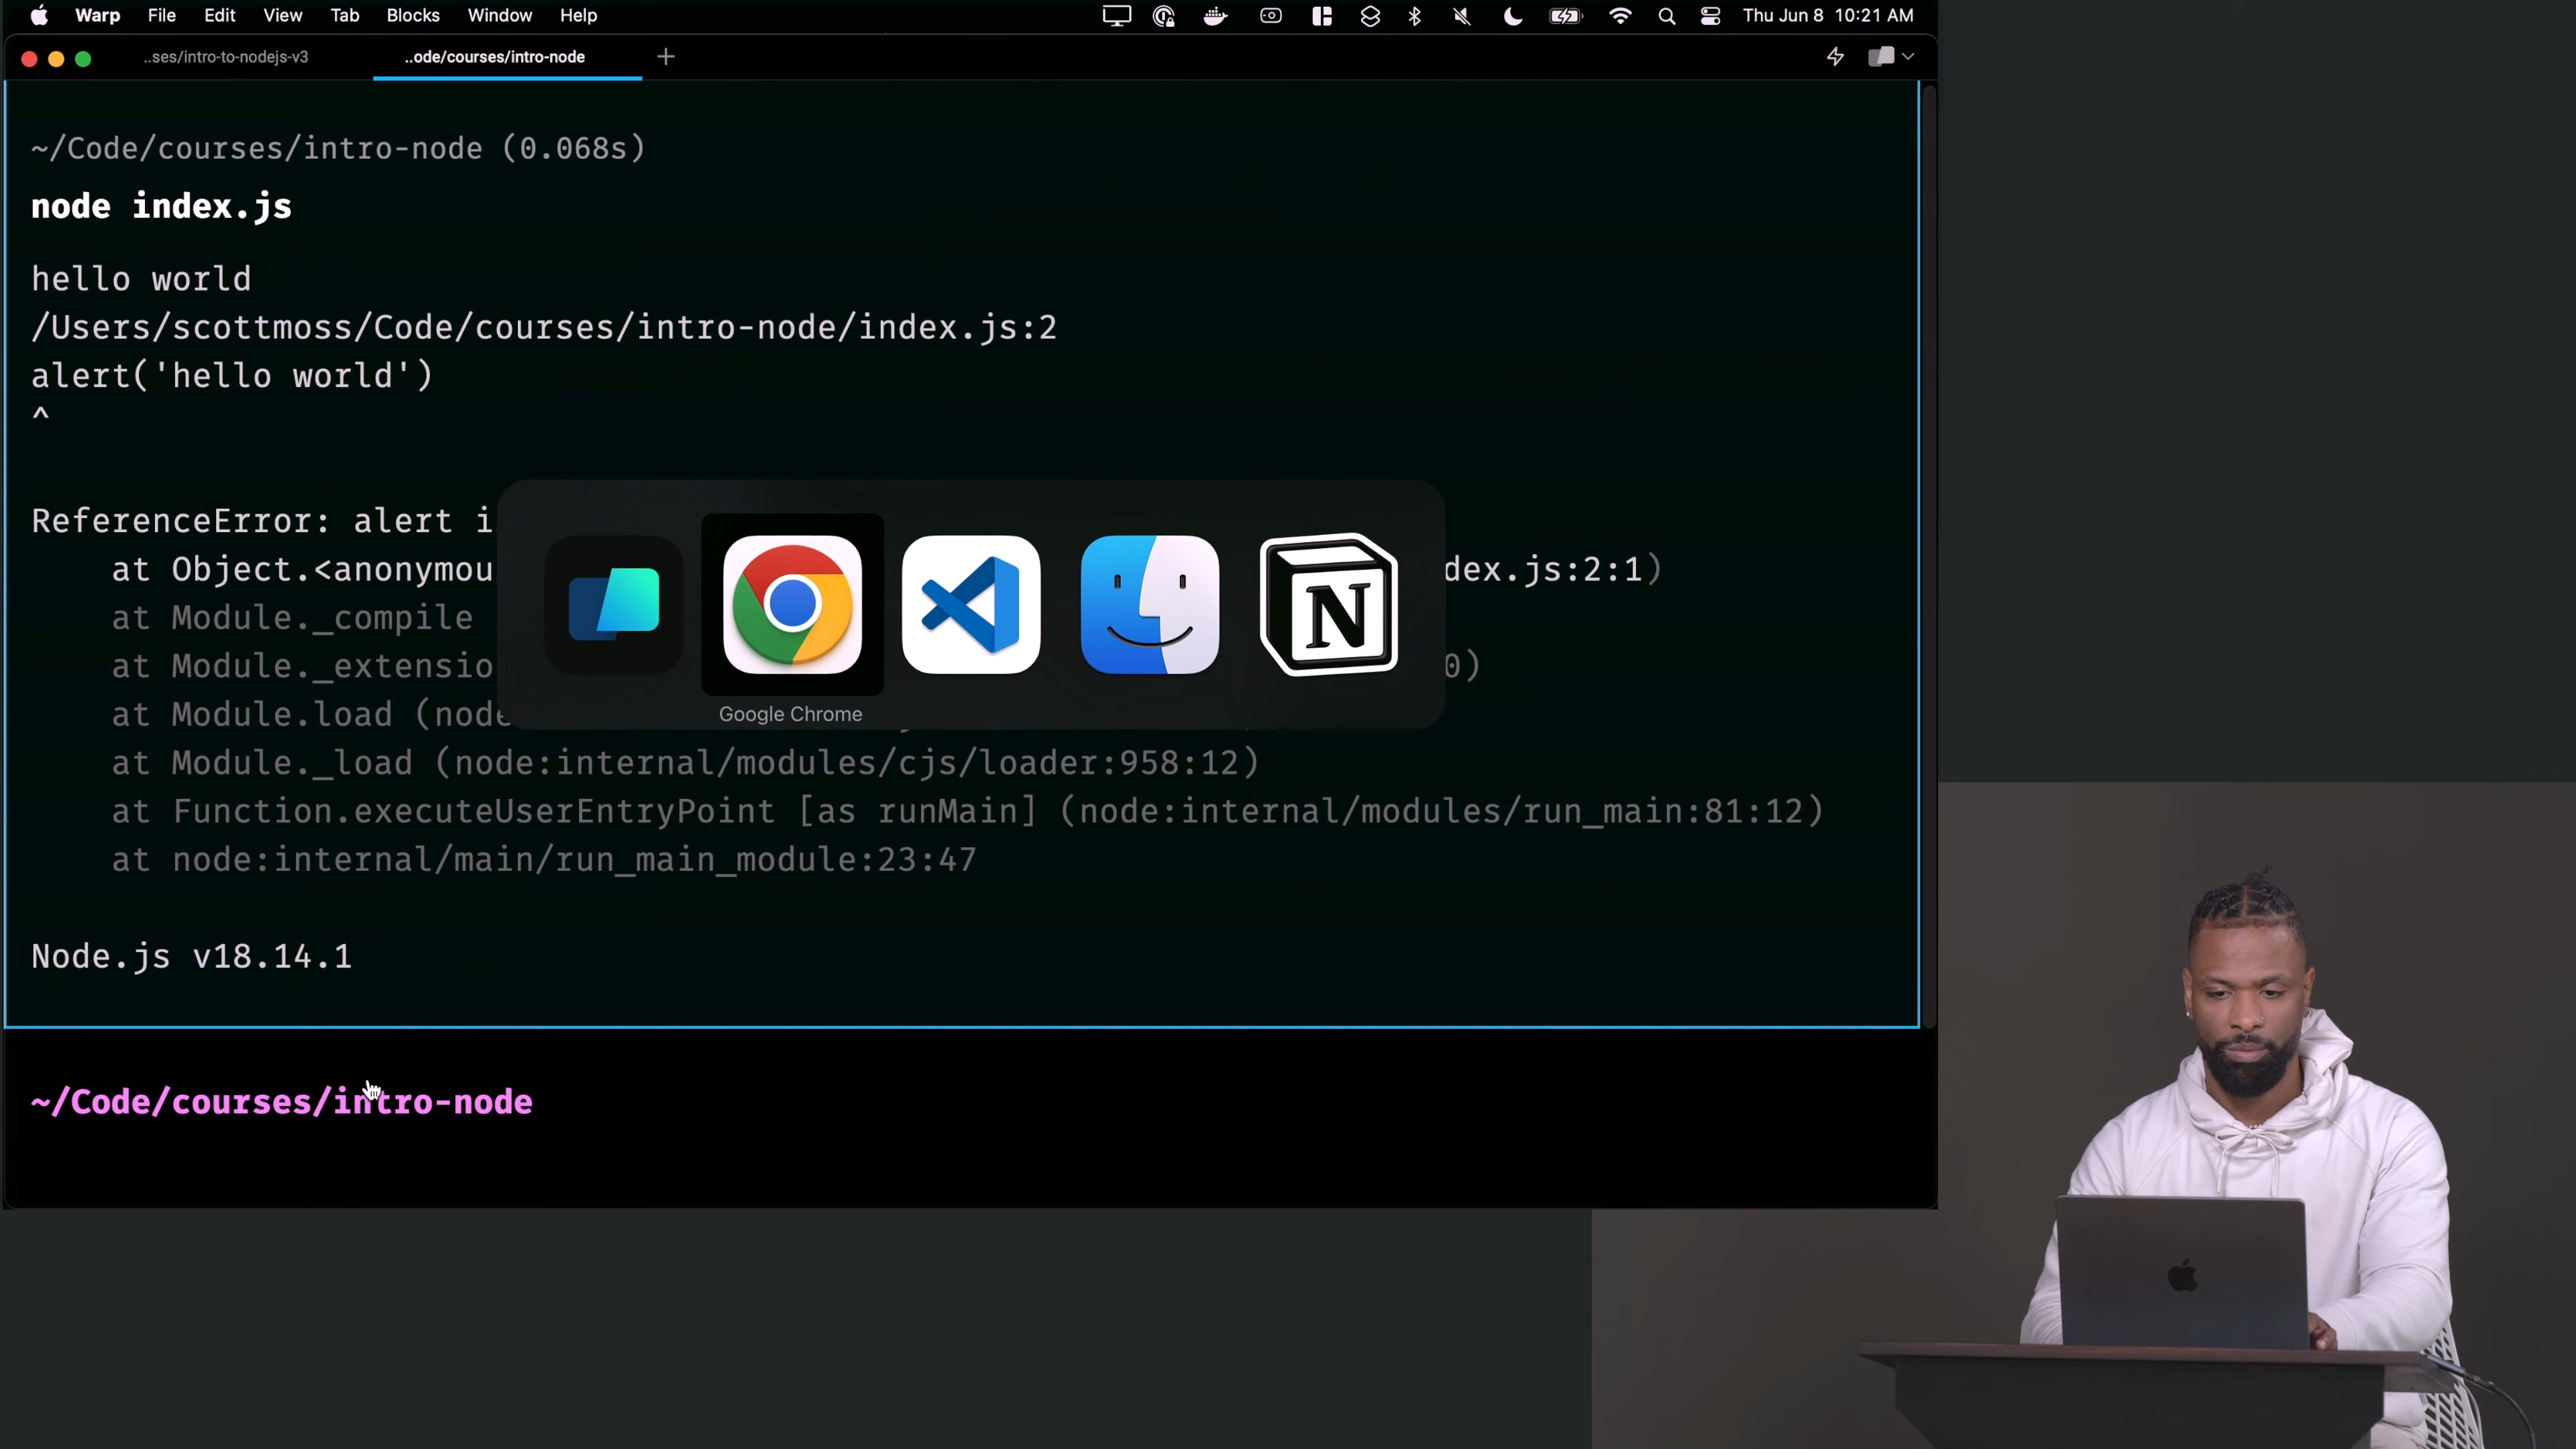 Warp File Edit View Tab Blocks Window Help Thu Jun 8 10:21 AM
..ses/intro-to-nodejs-v3 ..ode/courses/intro-node +
~/Code/courses/intro-node (0.068s)
node index.js
hello world
/Users/scottmoss/Code/courses/intro-node/index.js:2
alert('hello world')
^
ReferenceError: alert i
at Object.<anonymou dex.js:2:1)
at Module._compile
at Module._extensio 0)
at Module.load (node
at Module._load (node:internal/modules/cjs/loader:958:12)
at Function.executeUserEntryPoint [as runMain] (node:internal/modules/run_main:81:12)
at node:internal/main/run_main_module:23:47
Node.js v18.14.1
N
Google Chrome
~/Code/courses/intro-node